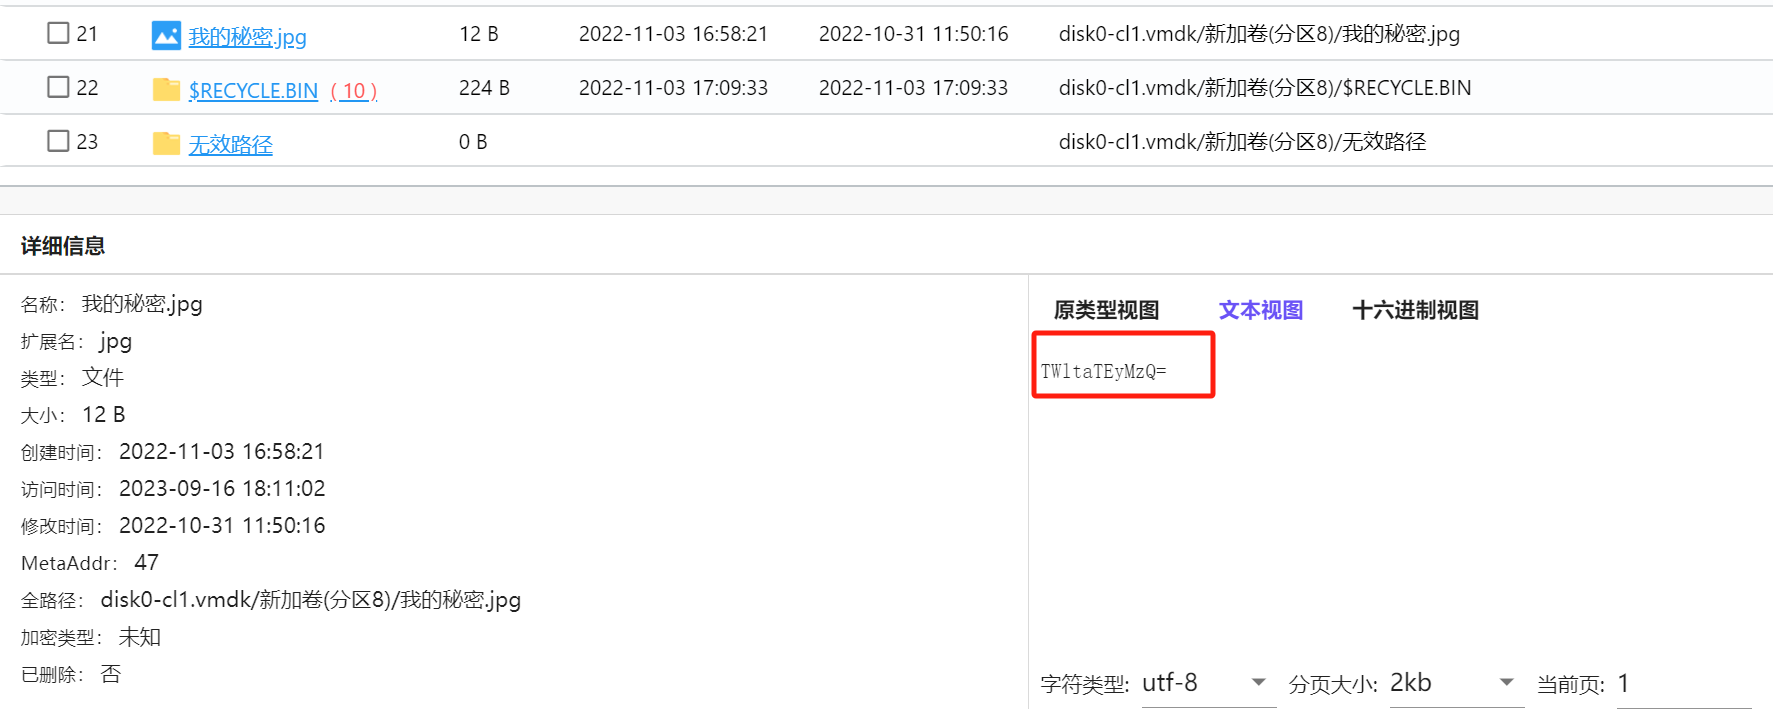 21 我的秘密.jpg 12 B 2022-11-03 16:58:21 2022-10-31 11:50:16 disk0-cl1.vmdk/新加卷(分区8)/我的秘密.jpg
22 $RECYCLE.BIN ( 10 ) 224 B 2022-11-03 17:09:33 2022-11-03 17:09:33 disk0-cl1.vmdk/新加卷(分区8)/$RECYCLE.BIN
23 无效路径 0 B disk0-cl1.vmdk/新加卷(分区8)/无效路径
详细信息
名称: 我的秘密.jpg
扩展名: jpg
类型: 文件
大小: 12 B
创建时间: 2022-11-03 16:58:21
访问时间: 2023-09-16 18:11:02
修改时间: 2022-10-31 11:50:16
MetaAddr: 47
全路径: disk0-cl1.vmdk/新加卷(分区8)/我的秘密.jpg
加密类型: 未知
已删除: 否
原类型视图 文本视图 十六进制视图
TWltaTEyMzQ=
字符类型: utf-8 分页大小: 2kb 当前页: 1